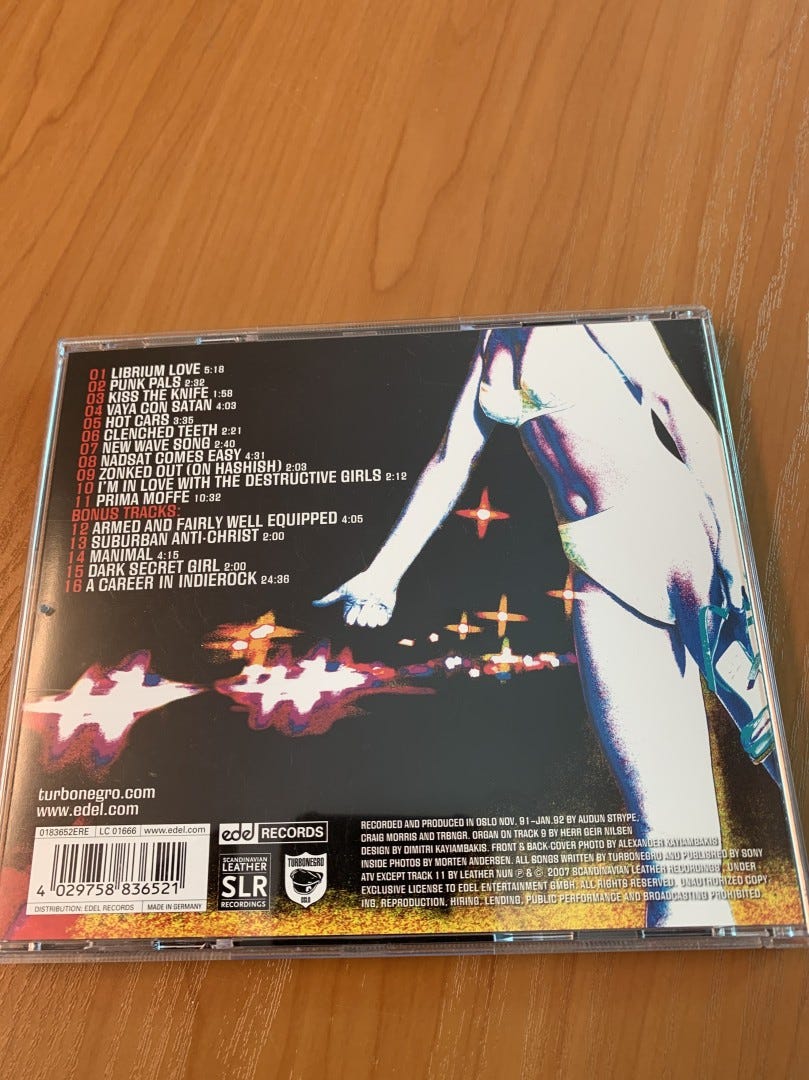 01 LIBRIUM LOVE 5:18
02 PUNK PALS 2:32
03 KISS THE KNIFE 1:58
04 VAYA CON SATAN 4:03
05 HOT CARS 3:35
06 CLENCHED TEETH 2:21
07 NEW WAVE SONG 2:40
08 NADSAT COMES EASY 4:31
09 ZONKED OUT (ON HASHISH) 2:03
10 I'M IN LOVE WITH THE DESTRUCTIVE GIRLS 2:12
11 PRIMA MOFFE 10:32
BONUS TRACKS:
12 ARMED AND FAIRLY WELL EQUIPPED 4:05
13 SUBURBAN ANTI-CHRIST 2:00
14 MANIMAL 4:15
15 DARK SECRET GIRL 2:00
16 A CAREER IN INDIEROCK 24:36
turbonegro.com
www.edel.com
0183652ERE LC 01666 www.edel.com
4 029758 836521
DISTRIBUTION: EDEL RECORDS MADE IN GERMANY
edel RECORDS
SCANDINAVIAN
LEATHER
SLR
RECORDINGS
TURBONEGRO
OSLO
RECORDED AND PRODUCED IN OSLO NOV. 91-JAN.92 BY AUDUN STRYPE.
CRAIG MORRIS AND TRBNGR. ORGAN ON TRACK 9 BY HERR GEIR NILSEN
DESIGN BY DIMITRI KAYIAMBAKIS. FRONT & BACK-COVER PHOTO BY ALEXANDER KAYIAMBAKIS
INSIDE PHOTOS BY MORTEN ANDERSEN. ALL SONGS WRITTEN BY TURBONEGRO AND PUBLISHED BY SONY
ATV EXCEPT TRACK 11 BY LEATHER NUN ℗ & © 2007 SCANDINAVIAN LEATHER RECORDINGS, UNDER
EXCLUSIVE LICENSE TO EDEL ENTERTAINMENT GMBH. ALL RIGHTS RESERVED. UNAUTHORIZED COPY-
ING, REPRODUCTION, HIRING, LENDING, PUBLIC PERFORMANCE AND BROADCASTING PROHIBITED.